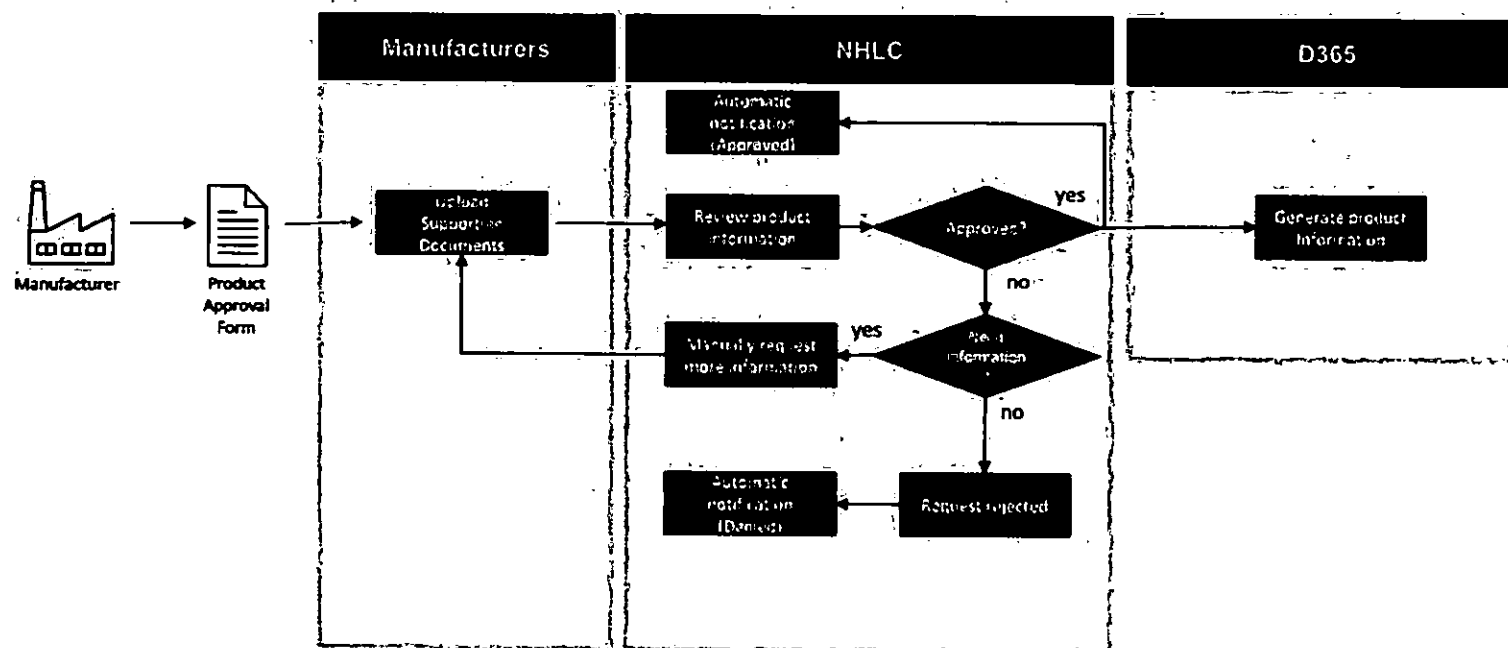 Manufacturers
NHLC
D365
Automatic
notification
(Approved)
Manufacturer
Product
Approval
Form
Upload
Supporting
Documents
Review product
information
Approved?
yes
Generate product
Information
no
Manually request
more information
yes
Need
information
no
Automatic
notification
(Denied)
Request rejected